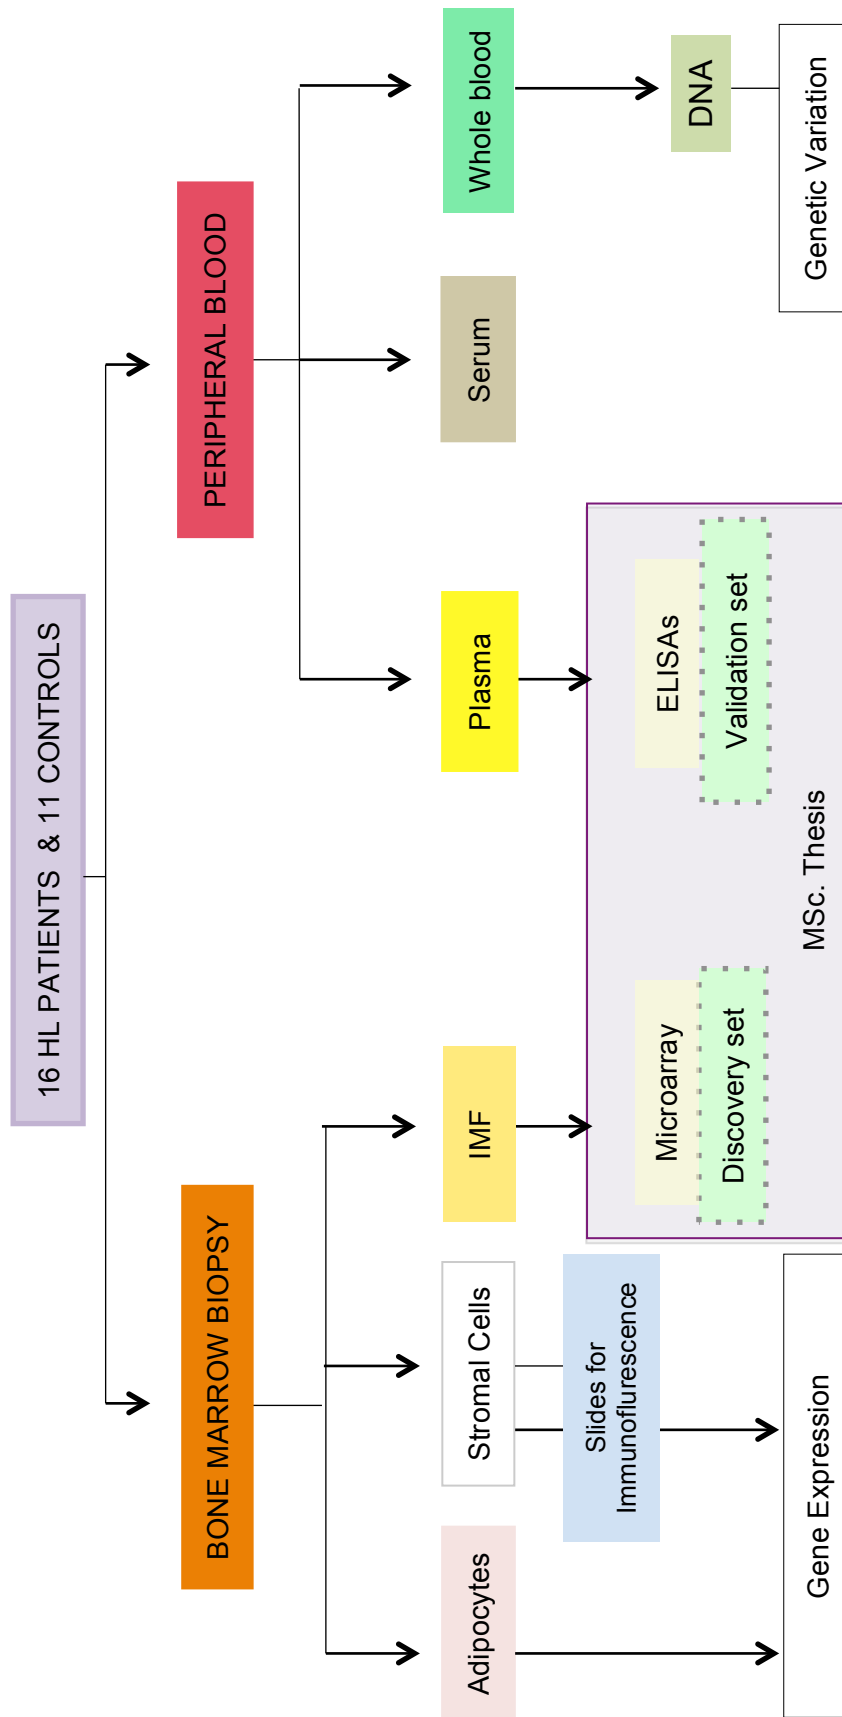 16 HL PATIENTS & 11 CONTROLS
BONE MARROW BIOPSY
PERIPHERAL BLOOD
Adipocytes
Stromal Cells
IMF
Plasma
Serum
Whole blood
Slides for
Immunoflurescence
Microarray
Discovery set
ELISAs
Validation set
DNA
MSc. Thesis
Gene Expression
Genetic Variation